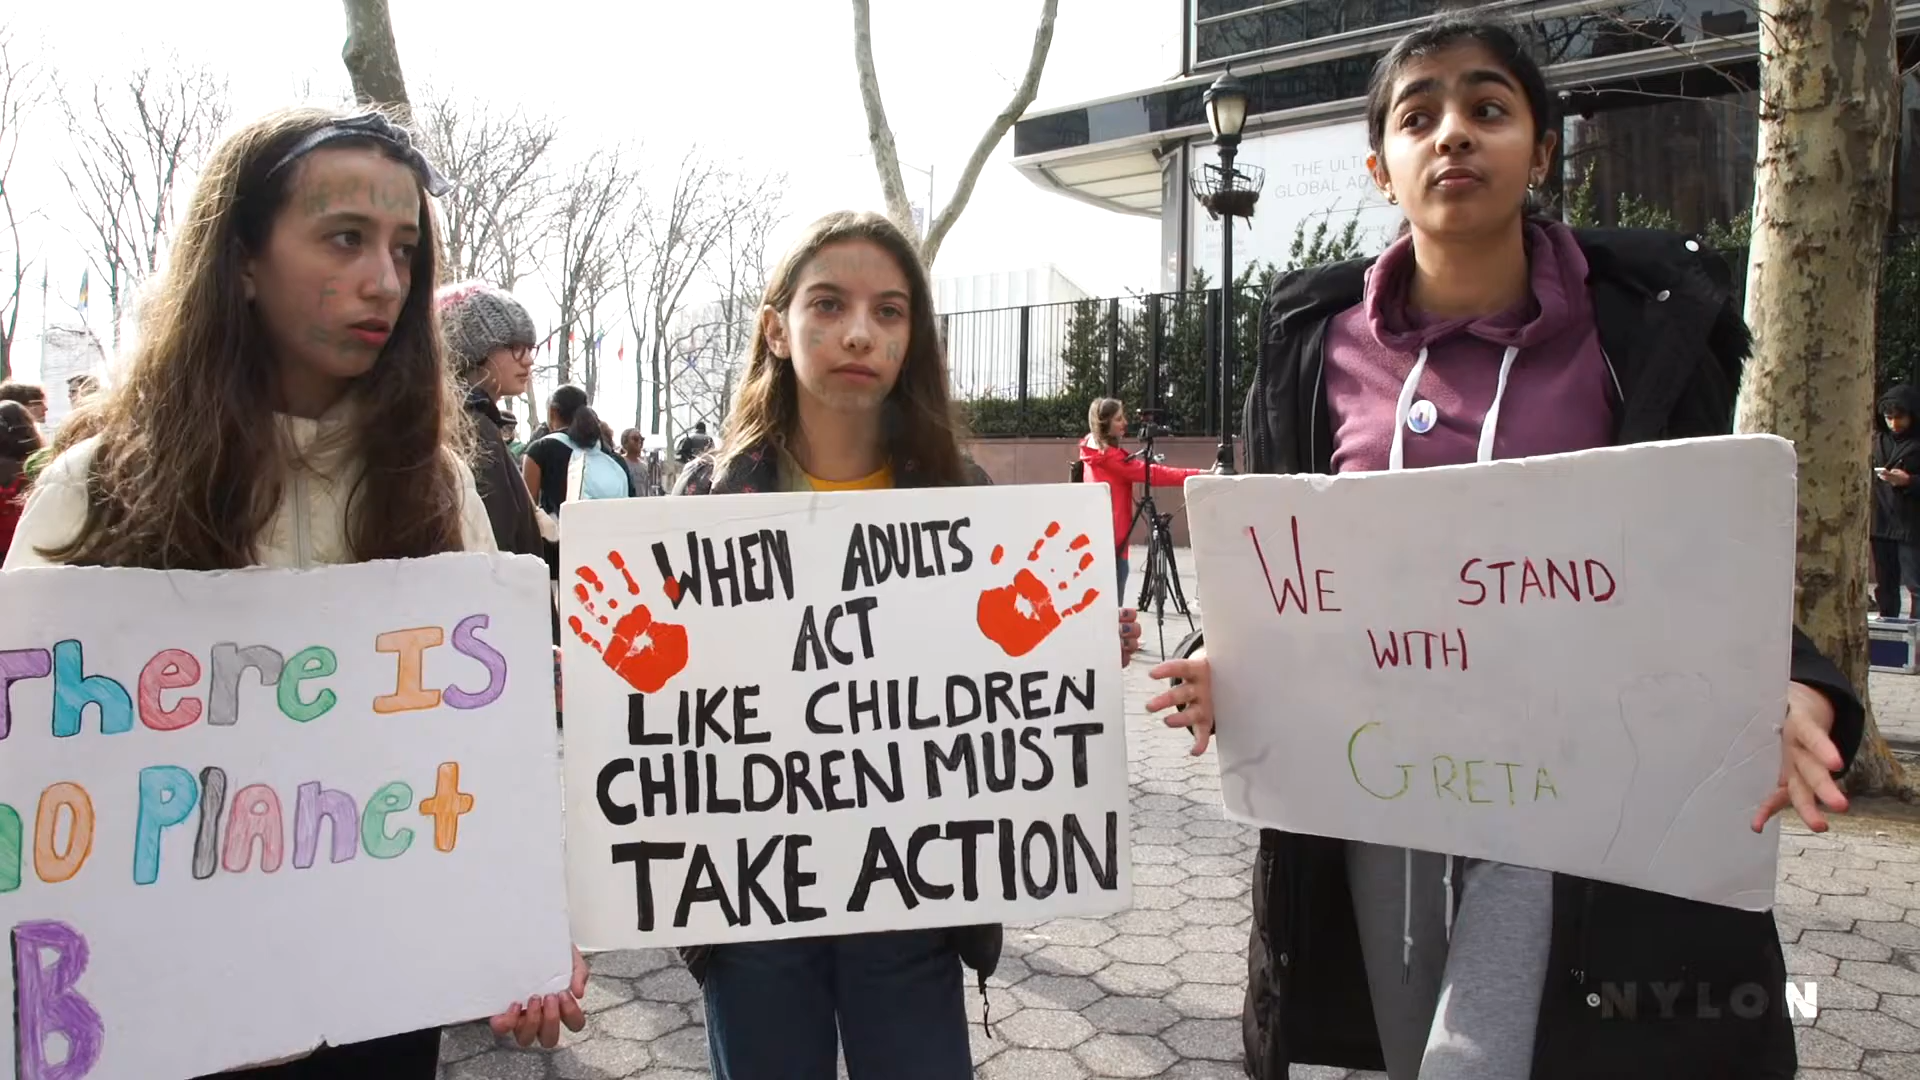 There IS
no Planet
B
WHEN ADULTS
ACT
LIKE CHILDREN
CHILDREN MUST
TAKE ACTION
WE STAND
WITH
GRETA
THE ULT
GLOBAL AD
NYLON